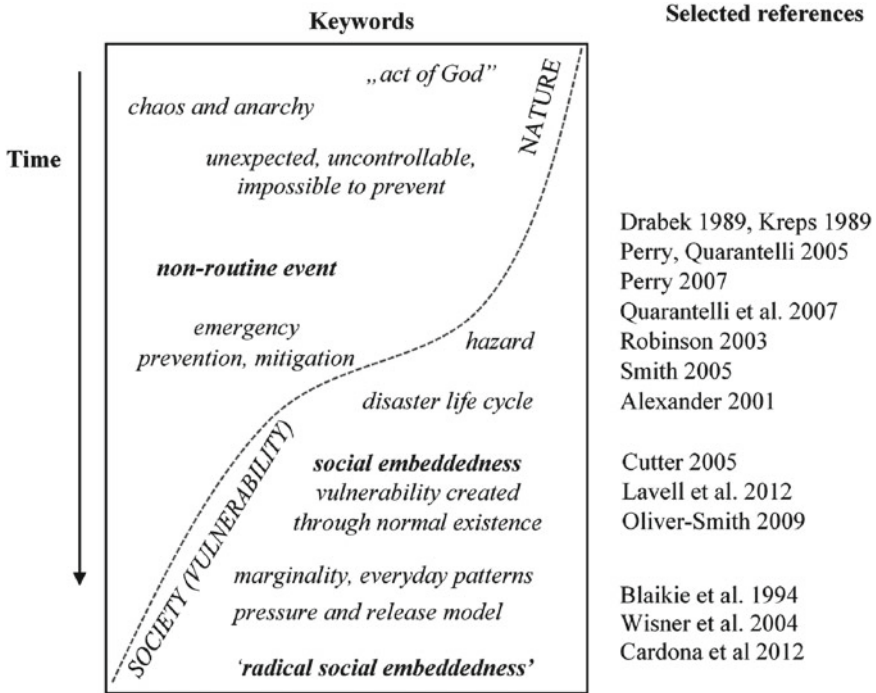 Keywords
Selected references
Time
„act of God”
chaos and anarchy
NATURE
unexpected, uncontrollable,
impossible to prevent
non-routine event
emergency
prevention, mitigation
hazard
disaster life cycle
SOCIETY (VULNERABILITY)
social embeddedness
vulnerability created
through normal existence
marginality, everyday patterns
pressure and release model
‘radical social embeddedness’
Drabek 1989, Kreps 1989
Perry, Quarantelli 2005
Perry 2007
Quarantelli et al. 2007
Robinson 2003
Smith 2005
Alexander 2001
Cutter 2005
Lavell et al. 2012
Oliver-Smith 2009
Blaikie et al. 1994
Wisner et al. 2004
Cardona et al 2012